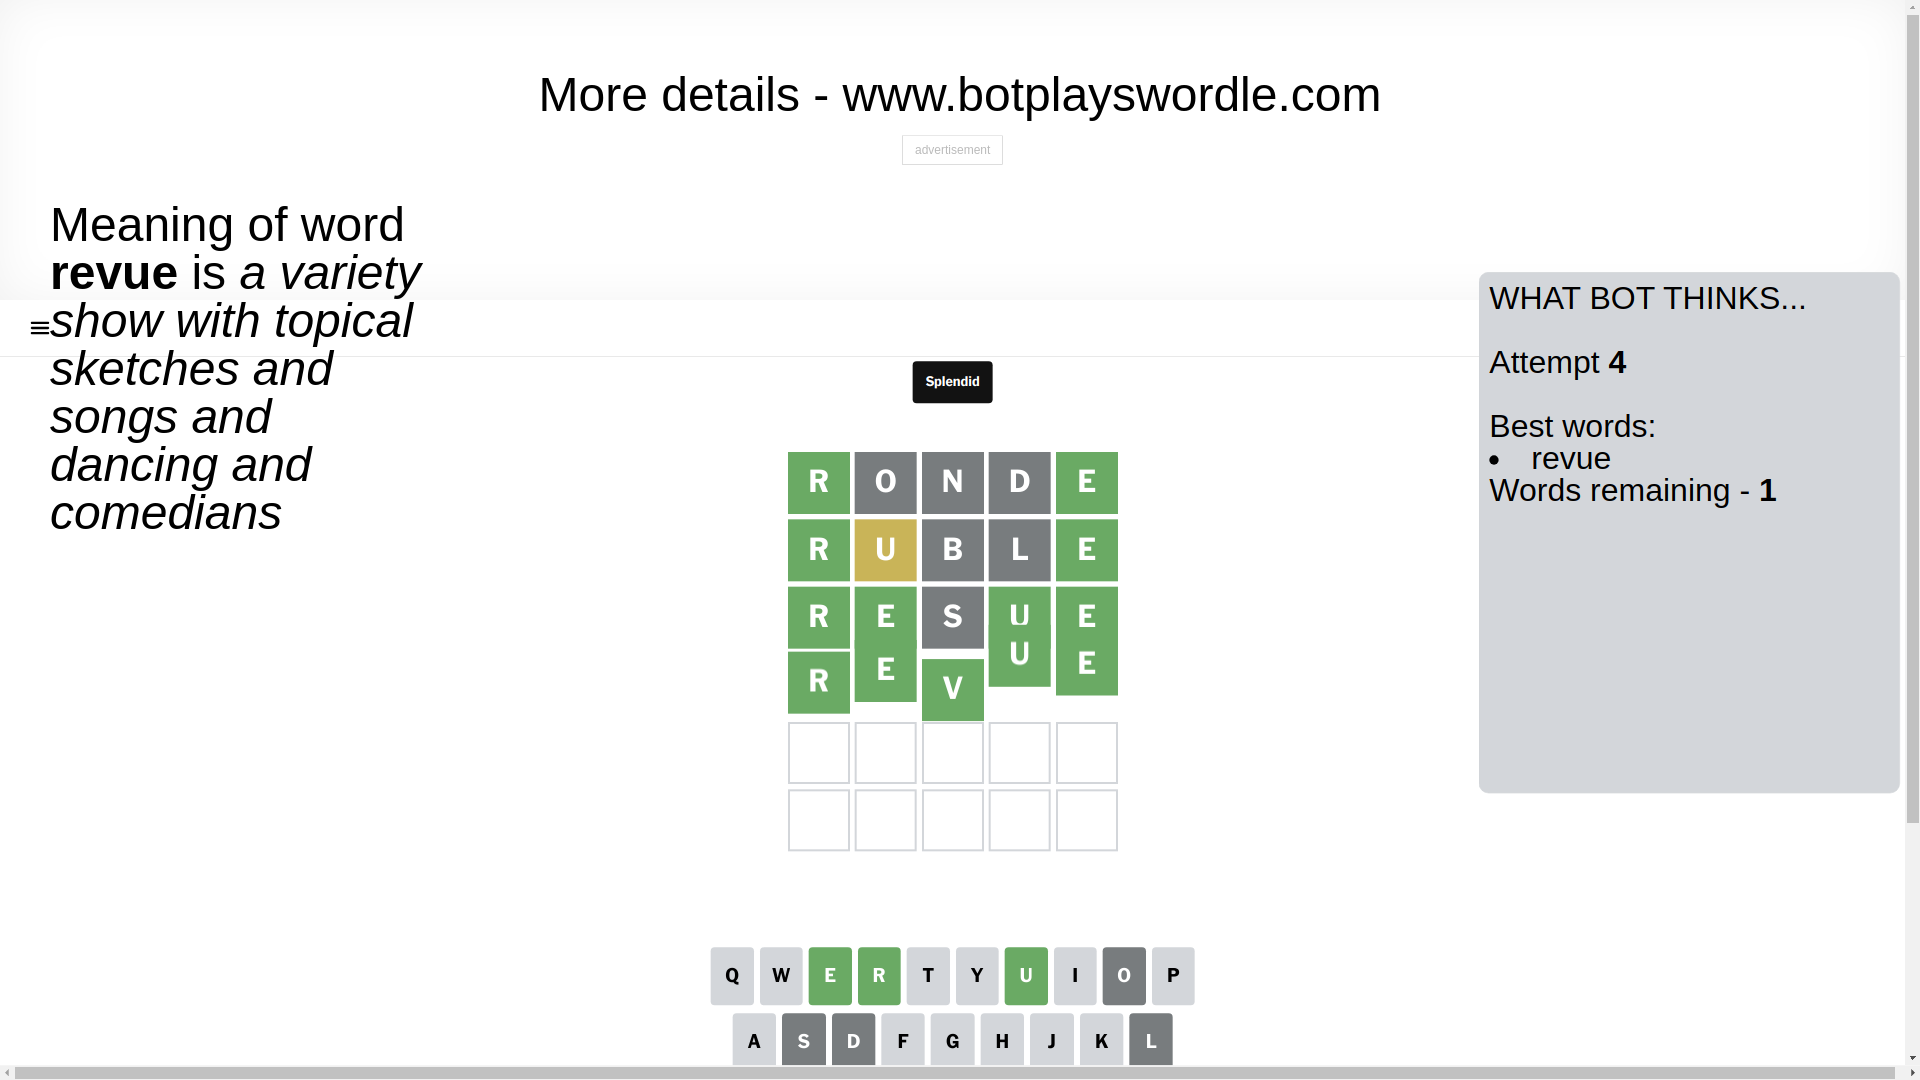 More details - www.botplayswordle.com
advertisement
Meaning of word
revue is a variety
show with topical
sketches and
songs and
dancing and
comedians
WHAT BOT THINKS...
Attempt 4
Best words:
• revue
Words remaining - 1
Splendid
R O N D E
R U B L E
R E S U E
R E V U E
Q W E R T Y U I O P
A S D F G H J K L